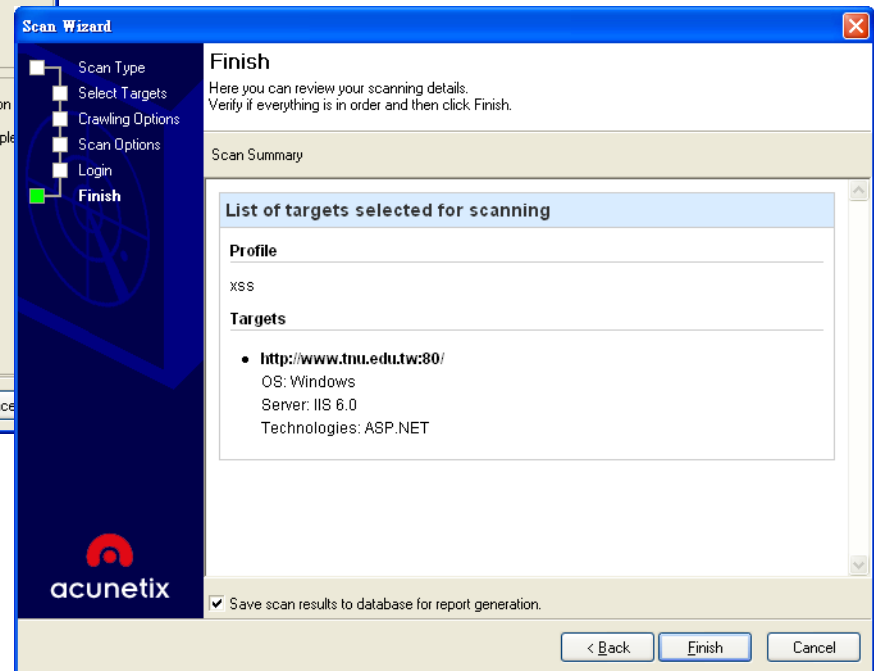 Scan Wizard
Scan Type
Select Targets
Crawling Options
Scan Options
Login
Finish
acunetix
Finish
Here you can review your scanning details.
Verify if everything is in order and then click Finish.
Scan Summary
List of targets selected for scanning
Profile
xss
Targets
http://www.tnu.edu.tw:80/
OS: Windows
Server: IIS 6.0
Technologies: ASP.NET
Save scan results to database for report generation.
< Back
Finish
Cancel